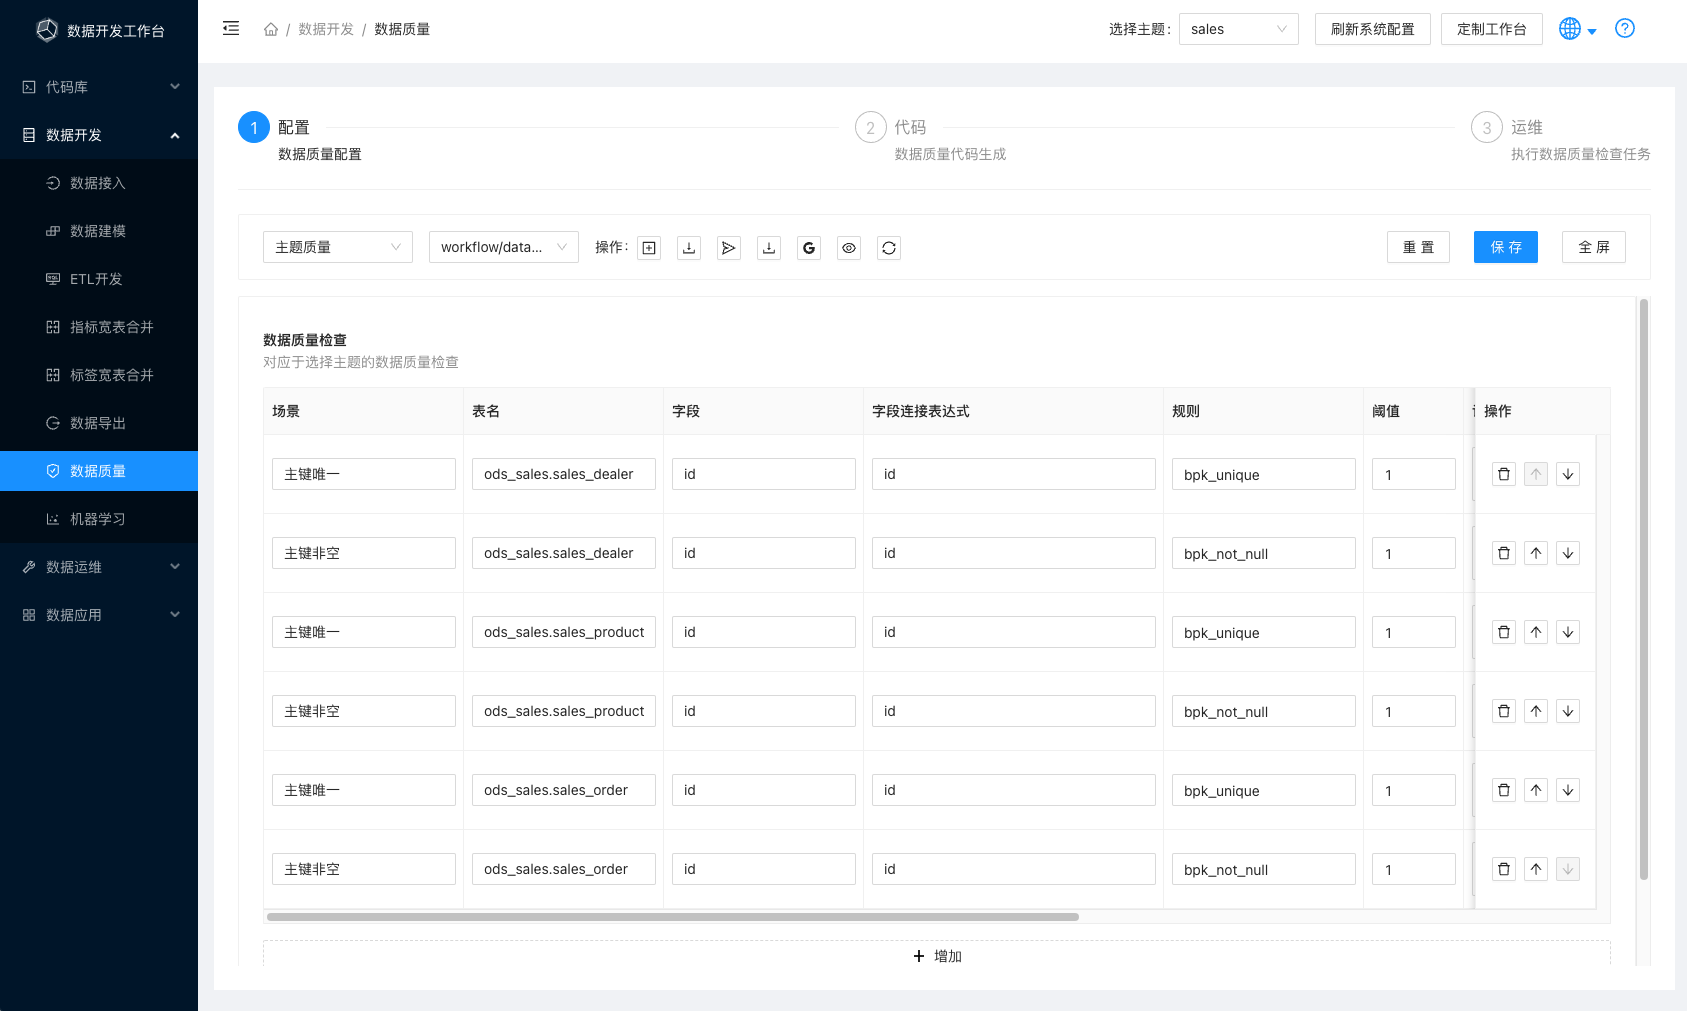 数据开发工作台
代码库
数据开发
数据接入
数据建模
ETL开发
指标宽表合并
标签宽表合并
数据导出
数据质量
机器学习
数据运维
数据应用
/ 数据开发 / 数据质量
选择主题: sales 刷新系统配置 定制工作台
1 配置
数据质量配置
2 代码
数据质量代码生成
3 运维
执行数据质量检查任务
主题质量 workflow/data... 操作: 重 置 保 存 全 屏
数据质量检查
对应于选择主题的数据质量检查
场景 表名 字段 字段连接表达式 规则 阈值 操作
主键唯一 ods_sales.sales_dealer id id bpk_unique 1
主键非空 ods_sales.sales_dealer id id bpk_not_null 1
主键唯一 ods_sales.sales_product id id bpk_unique 1
主键非空 ods_sales.sales_product id id bpk_not_null 1
主键唯一 ods_sales.sales_order id id bpk_unique 1
主键非空 ods_sales.sales_order id id bpk_not_null 1
+ 增加